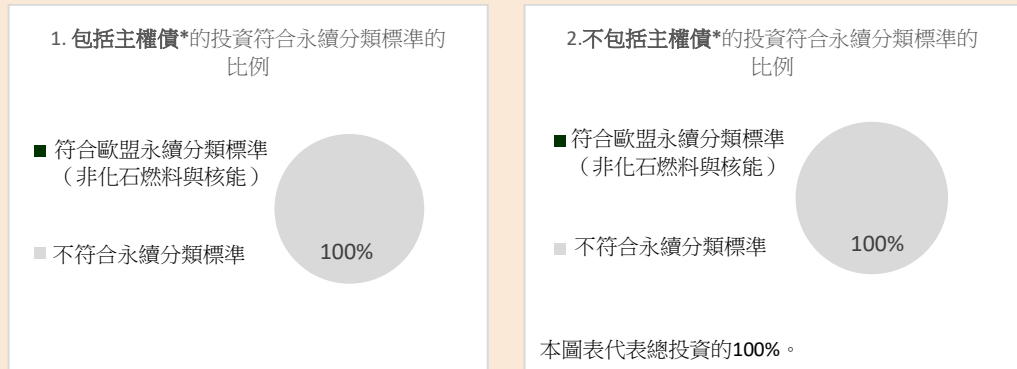 1. 包括主權債*的投資符合永續分類標準的
比例
符合歐盟永續分類標準
（非化石燃料與核能）
不符合永續分類標準
100%
2.不包括主權債*的投資符合永續分類標準的
比例
符合歐盟永續分類標準
（非化石燃料與核能）
不符合永續分類標準
100%
本圖表代表總投資的100%。